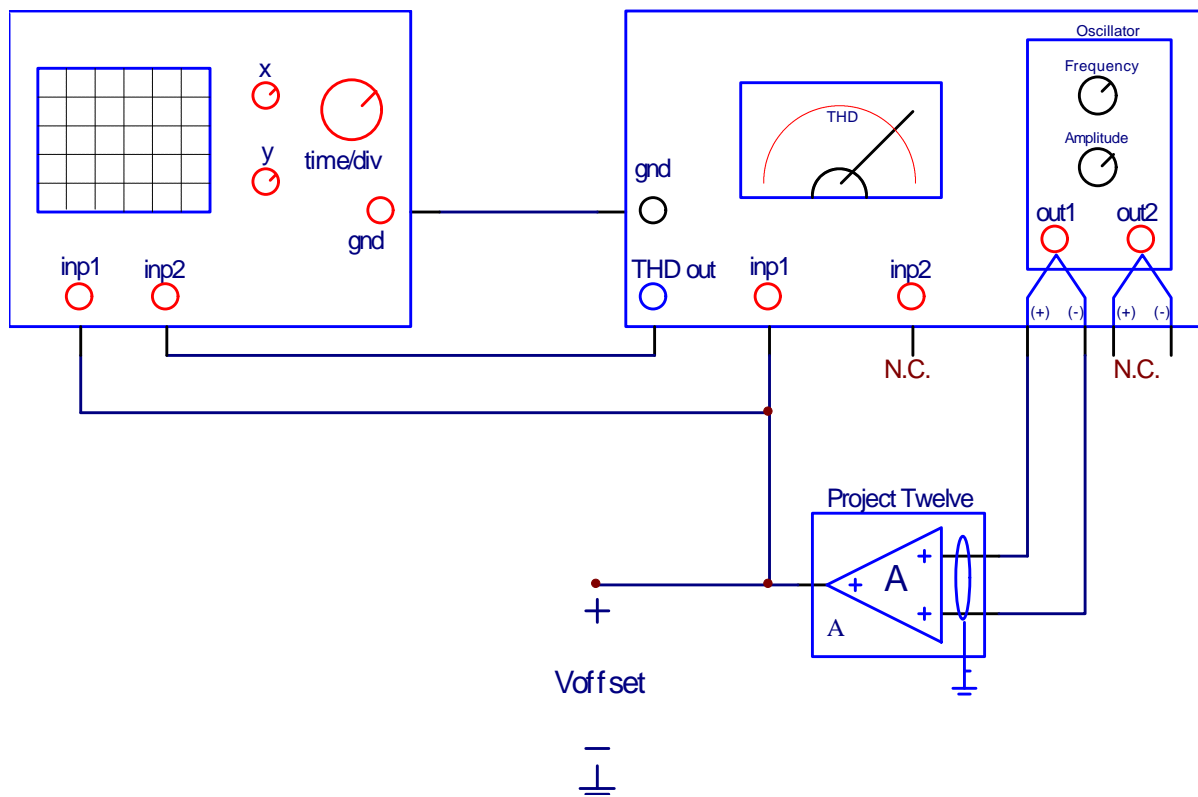 x
y
time/div
gnd
inp1
inp2
THD
gnd
THD out
inp1
inp2
N.C.
Oscillator
Frequency
Amplitude
out1
out2
(+)
(-)
(+)
(-)
N.C.
Project Twelve
+
A
+
+
A
+
Voffset
–